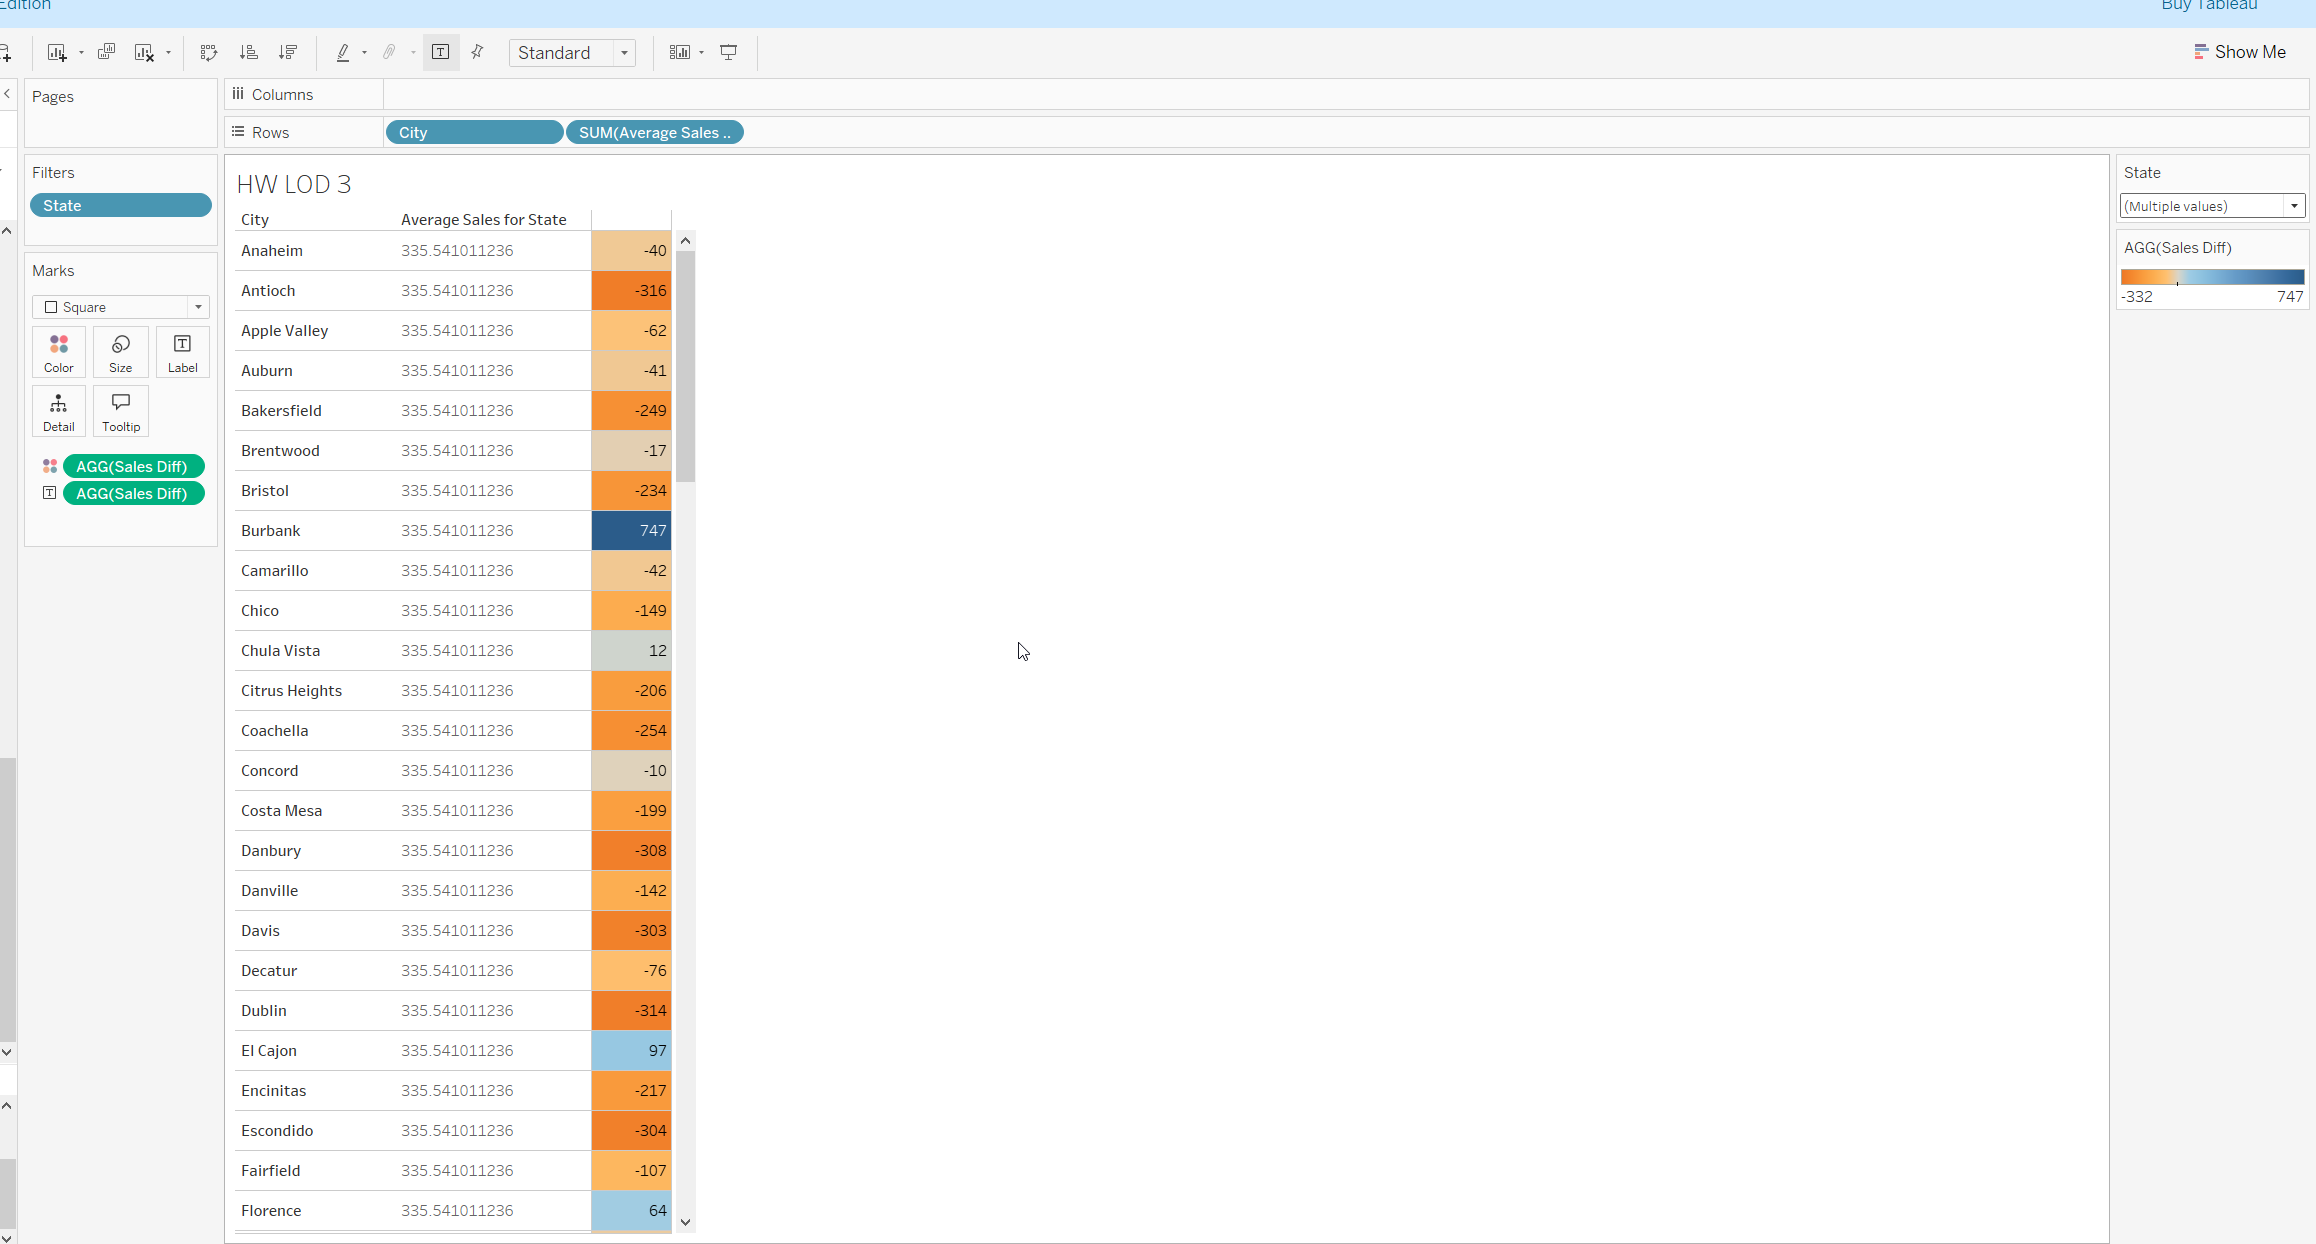 Edition
Buy Tableau
Standard
Show Me
Pages
Columns
Rows
City
SUM(Average Sales ..
Filters
State
Marks
Square
Color
Size
Label
Detail
Tooltip
AGG(Sales Diff)
AGG(Sales Diff)
HW LOD 3
City Average Sales for State
Anaheim 335.541011236 -40
Antioch 335.541011236 -316
Apple Valley 335.541011236 -62
Auburn 335.541011236 -41
Bakersfield 335.541011236 -249
Brentwood 335.541011236 -17
Bristol 335.541011236 -234
Burbank 335.541011236 747
Camarillo 335.541011236 -42
Chico 335.541011236 -149
Chula Vista 335.541011236 12
Citrus Heights 335.541011236 -206
Coachella 335.541011236 -254
Concord 335.541011236 -10
Costa Mesa 335.541011236 -199
Danbury 335.541011236 -308
Danville 335.541011236 -142
Davis 335.541011236 -303
Decatur 335.541011236 -76
Dublin 335.541011236 -314
El Cajon 335.541011236 97
Encinitas 335.541011236 -217
Escondido 335.541011236 -304
Fairfield 335.541011236 -107
Florence 335.541011236 64
State
(Multiple values)
AGG(Sales Diff)
-332 747